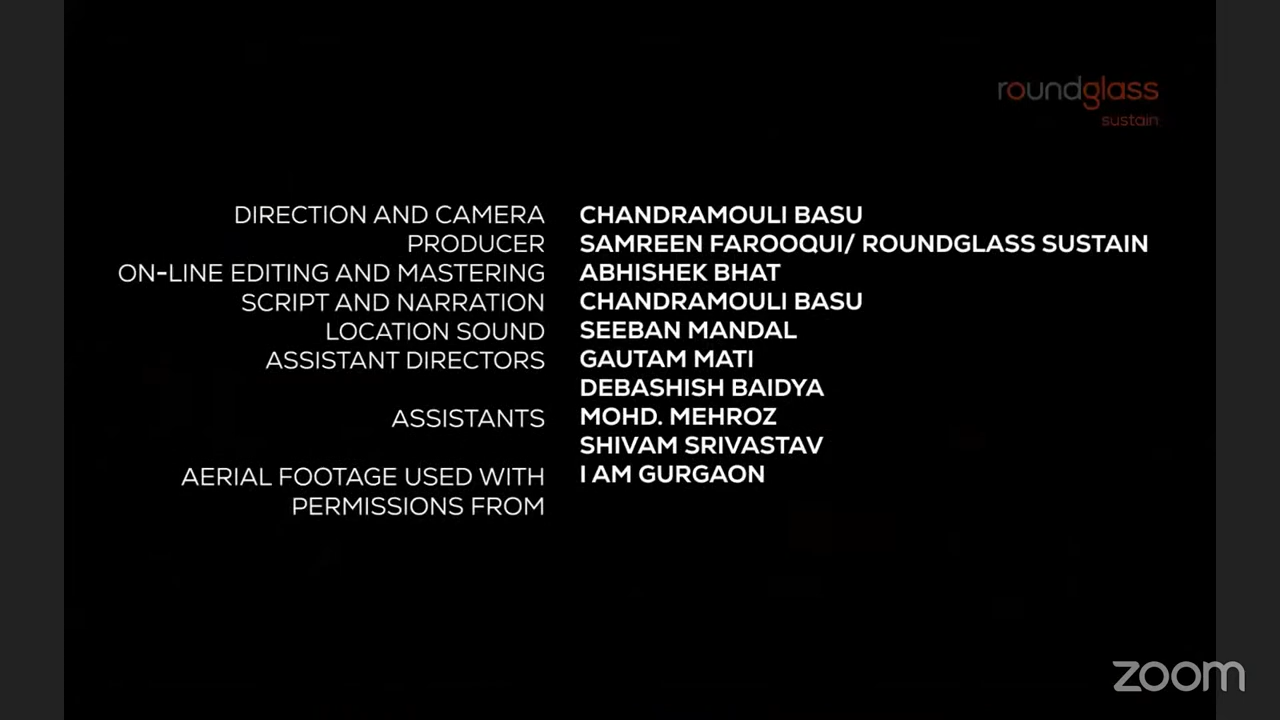 roundglass
sustain
DIRECTION AND CAMERA CHANDRAMOULI BASU
PRODUCER SAMREEN FAROOQUI/ ROUNDGLASS SUSTAIN
ON-LINE EDITING AND MASTERING ABHISHEK BHAT
SCRIPT AND NARRATION CHANDRAMOULI BASU
LOCATION SOUND SEEBAN MANDAL
ASSISTANT DIRECTORS GAUTAM MATI
DEBASHISH BAIDYA
ASSISTANTS MOHD. MEHROZ
SHIVAM SRIVASTAV
AERIAL FOOTAGE USED WITH I AM GURGAON
PERMISSIONS FROM
zoom